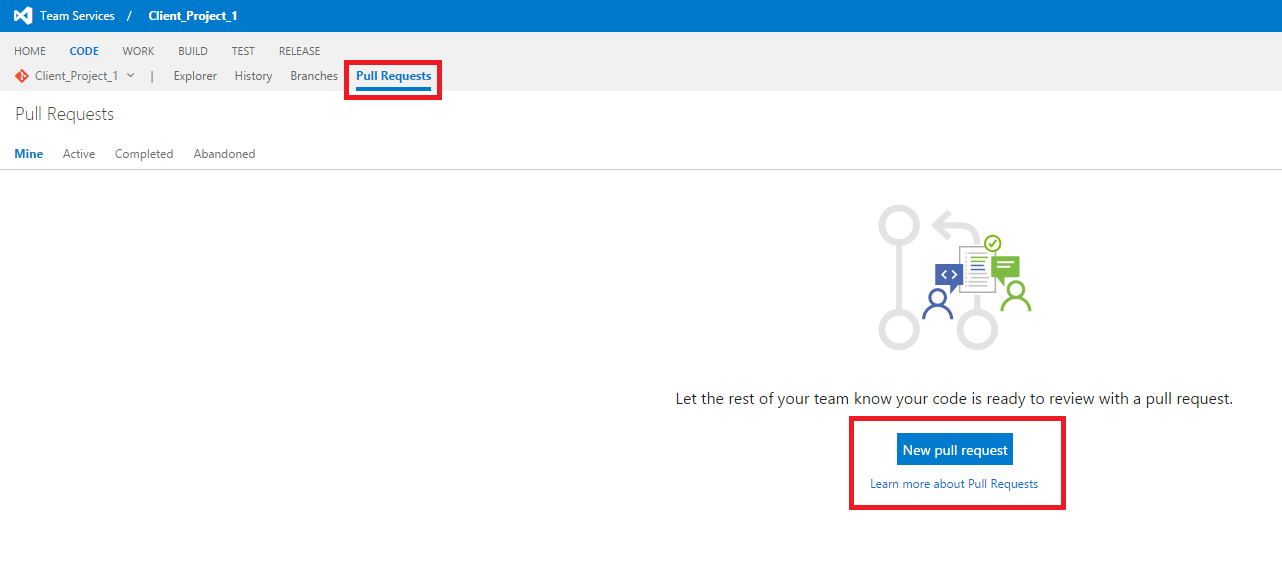 Team Services / Client_Project_1
HOME CODE WORK BUILD TEST RELEASE
Client_Project_1 | Explorer History Branches Pull Requests
Pull Requests
Mine Active Completed Abandoned
Let the rest of your team know your code is ready to review with a pull request.
New pull request
Learn more about Pull Requests